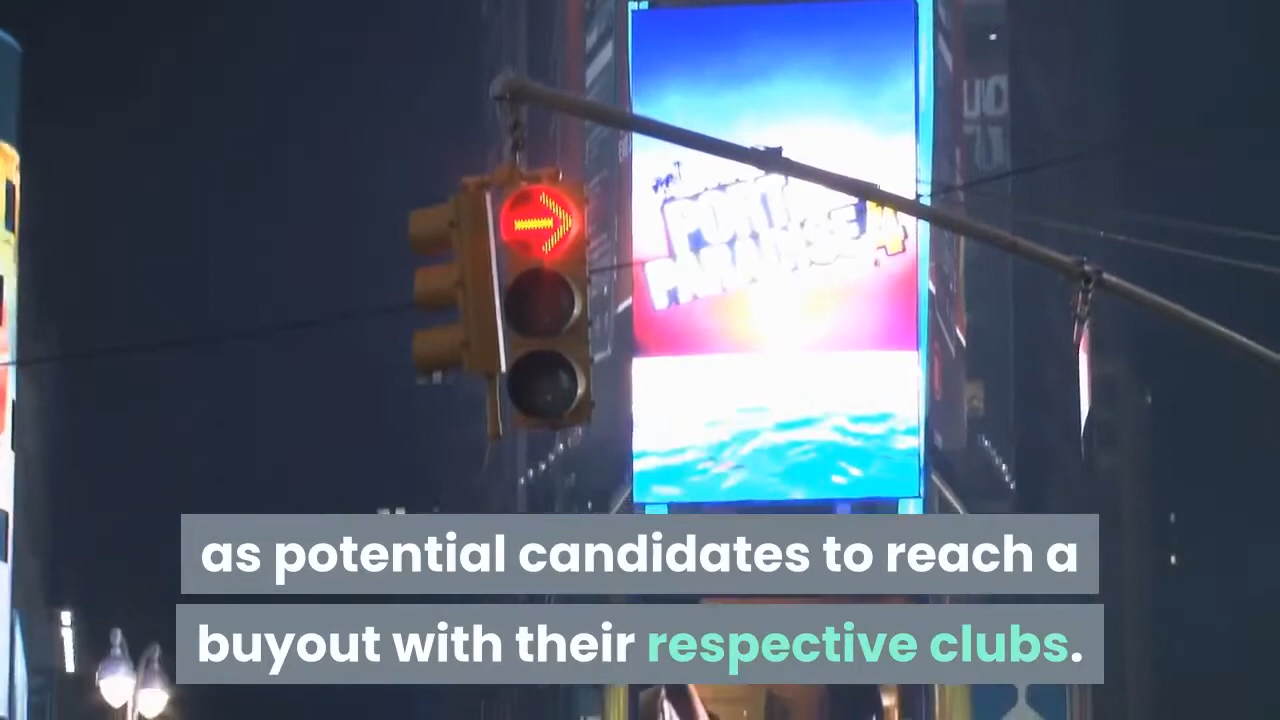 as potential candidates to reach a
buyout with their respective clubs.